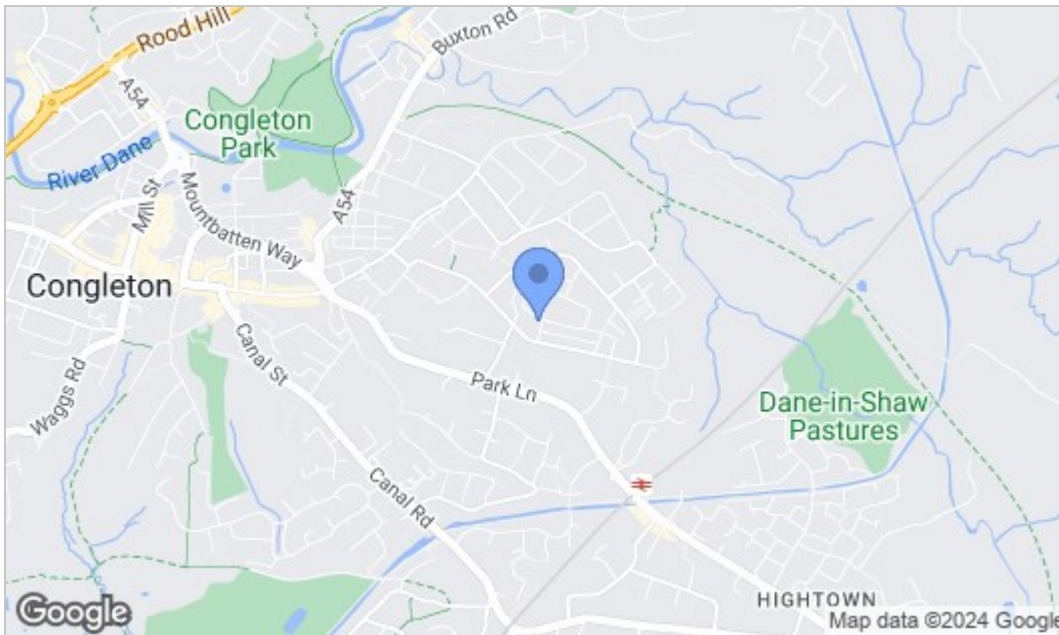 Rood Hill
Buxton Rd
A54
Congleton
Park
River Dane
Mill St
Mountbatten Way
A54
Congleton
Canal St
Waggs Rd
Park Ln
Dane-in-Shaw
Pastures
Canal Rd
HIGHTOWN
Google
Map data ©2024 Google